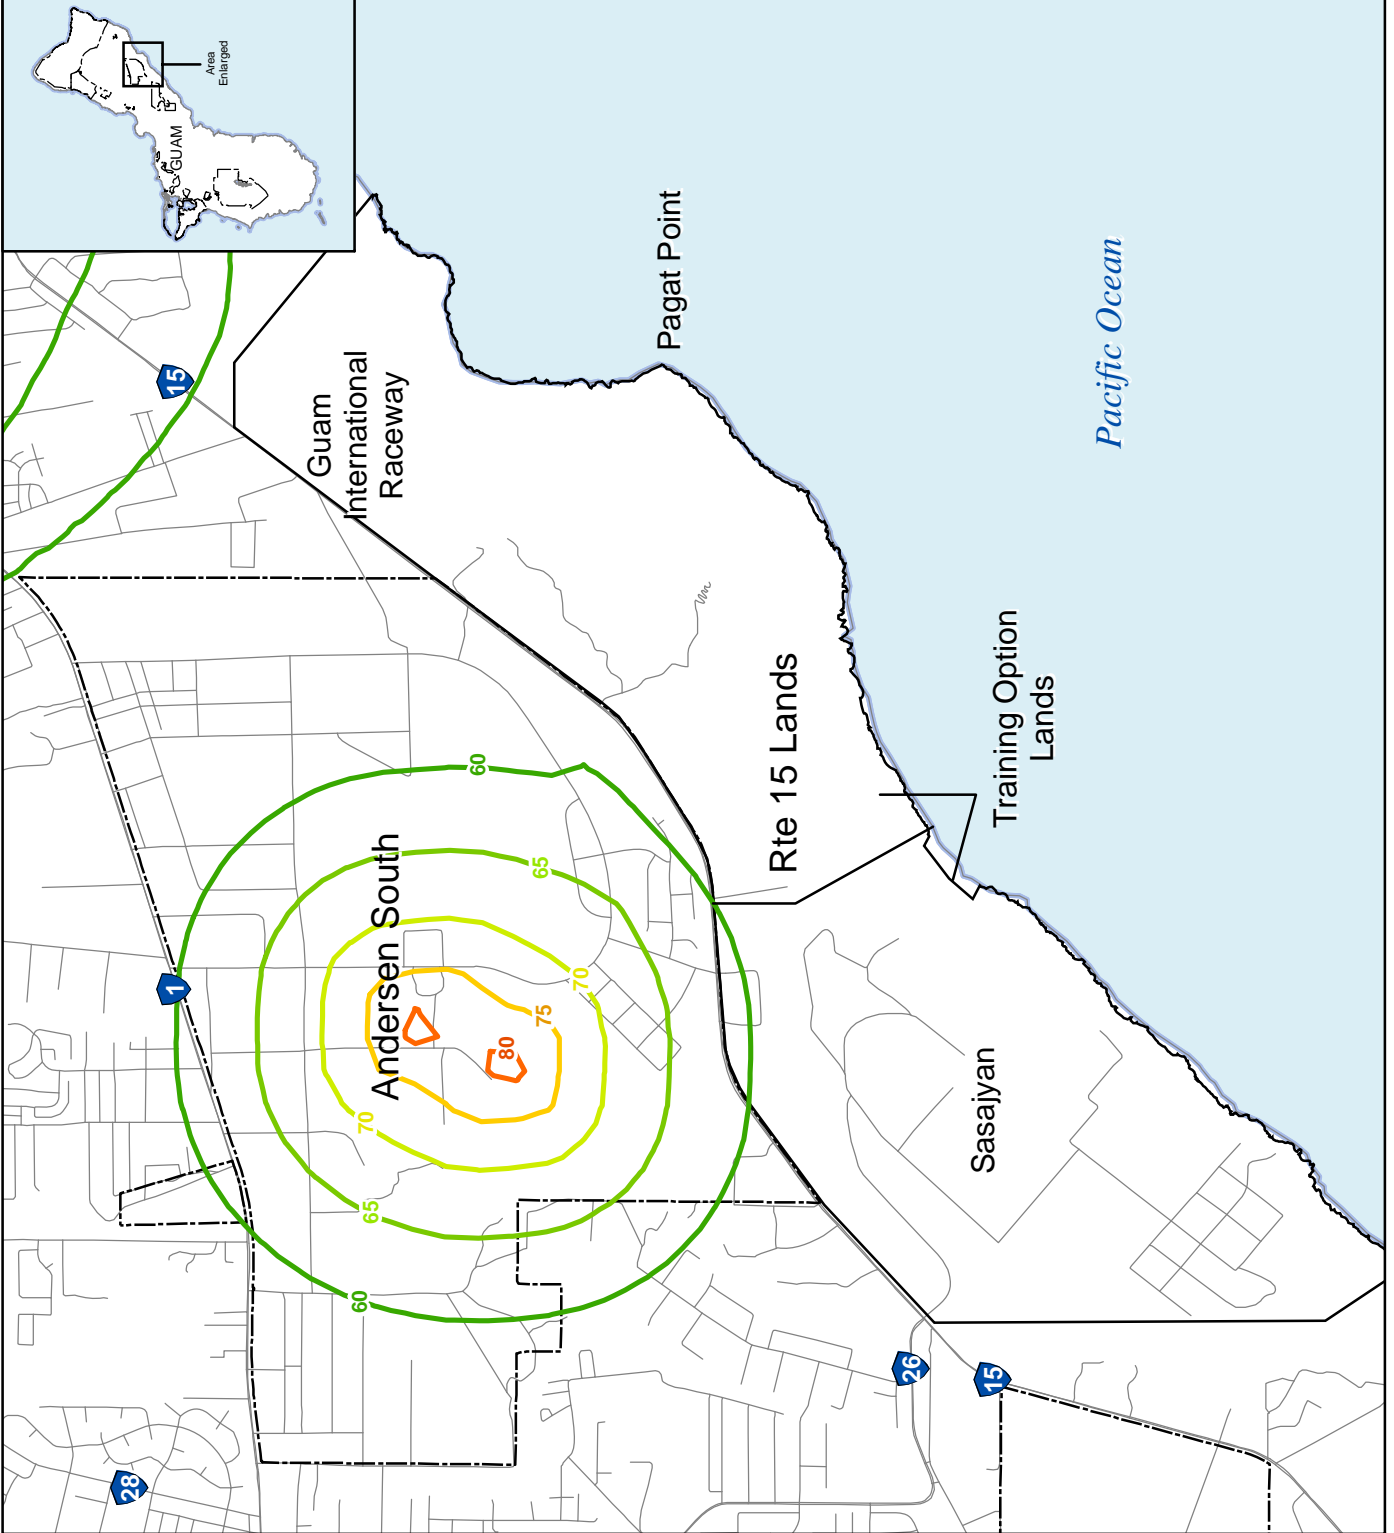 Area
Enlarged
GUAM
15
Guam
International
Raceway
Pagat Point
Pacific Ocean
Rte 15 Lands
Training Option
Lands
Andersen South
60
65
70
75
80
70
65
60
1
Sasajyan
26
15
28